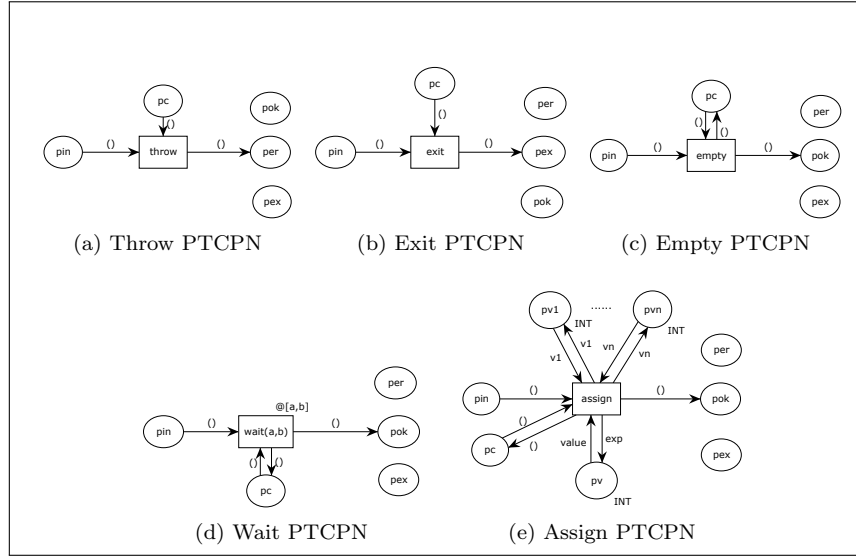 pc
()
pok
pin
()
throw
()
per
pex
(a) Throw PTCPN
pc
()
per
pin
()
exit
()
pex
pok
(b) Exit PTCPN
pc
()
()
per
pin
()
empty
()
pok
pex
(c) Empty PTCPN
@[a,b]
per
pin
()
wait(a,b)
()
pok
()
()
pc
pex
(d) Wait PTCPN
pv1
......
pvn
INT
INT
v1
v1
vn
vn
per
pin
()
assign
()
pok
()
()
pc
value
exp
pex
pv
INT
(e) Assign PTCPN